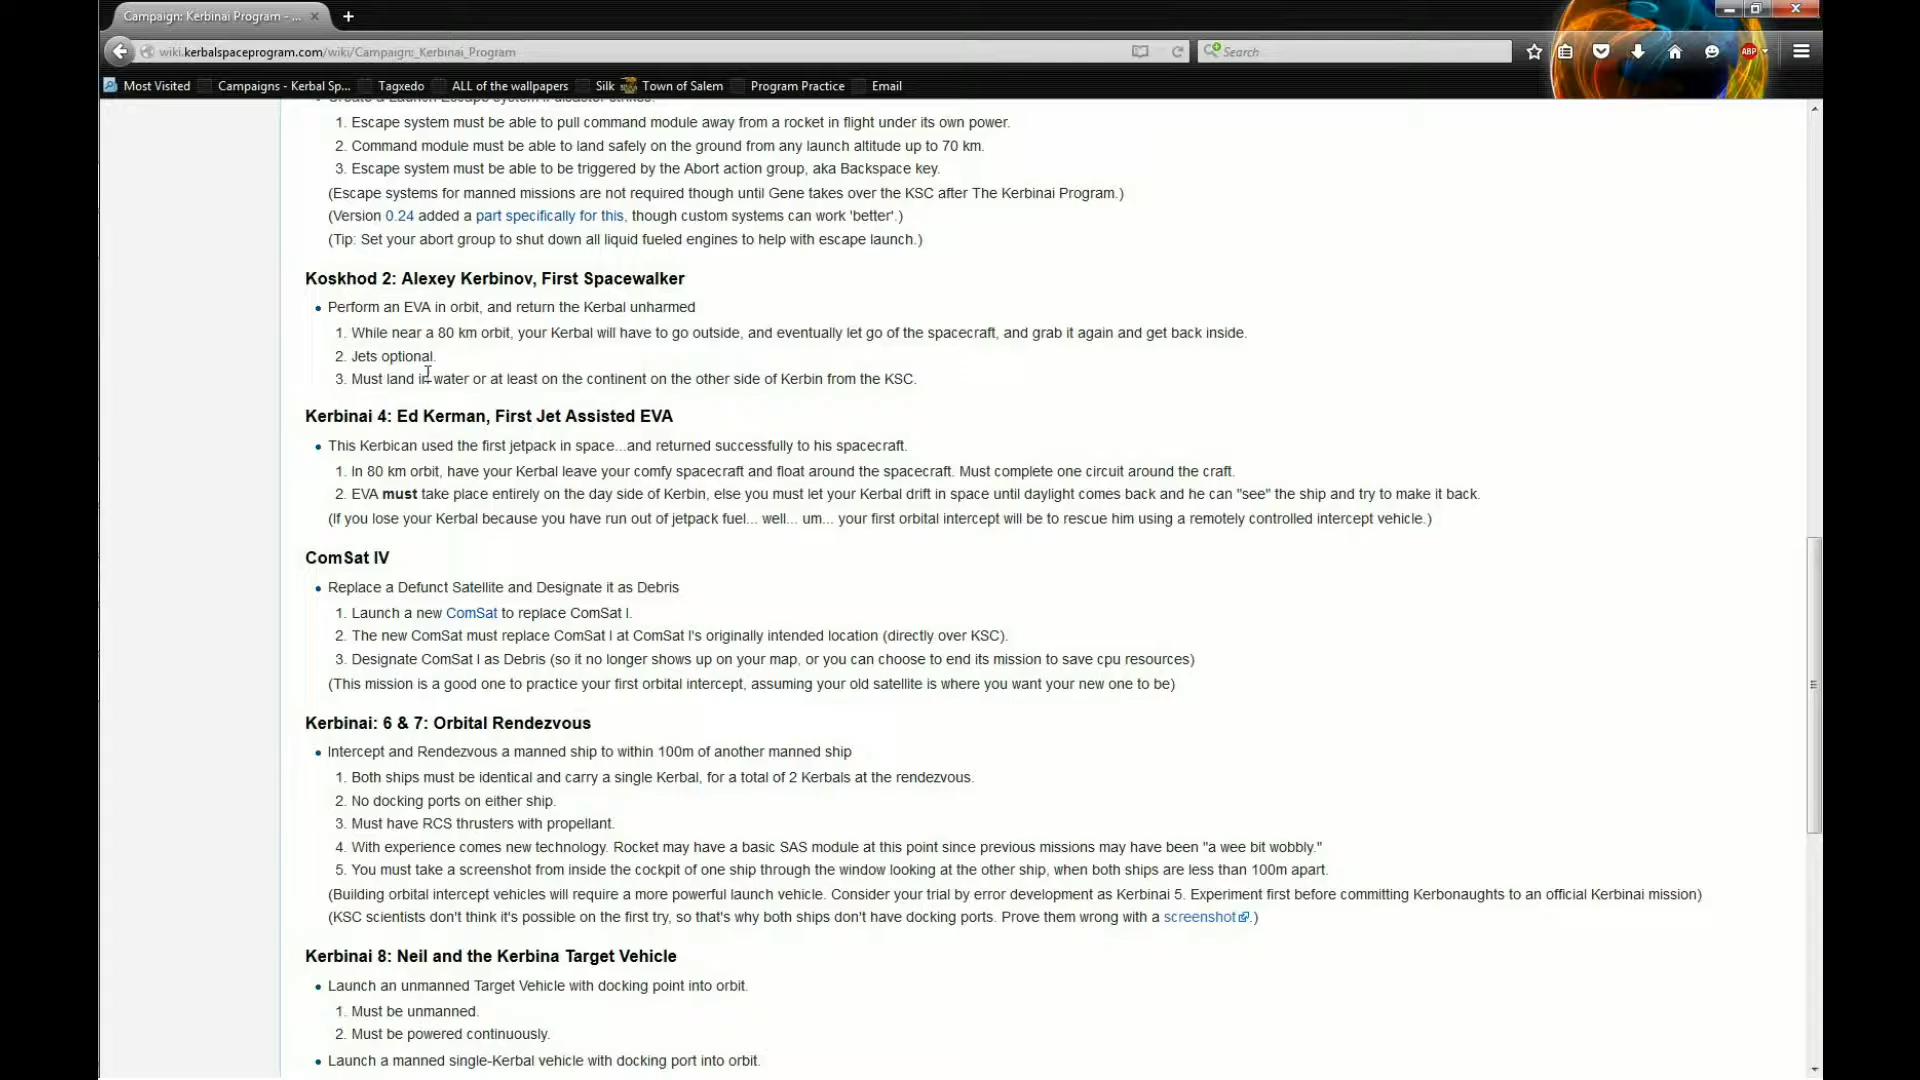 Campaign: Kerbinai Program - ...
wiki.kerbalspaceprogram.com/wiki/Campaign:_Kerbinai_Program
Search
ABP
Most Visited Campaigns - Kerbal Sp... Tagxedo ALL of the wallpapers Silk Town of Salem Program Practice Email
Create a Launch Escape system if disaster strikes.
1. Escape system must be able to pull command module away from a rocket in flight under its own power.
2. Command module must be able to land safely on the ground from any launch altitude up to 70 km.
3. Escape system must be able to be triggered by the Abort action group, aka Backspace key.
(Escape systems for manned missions are not required though until Gene takes over the KSC after The Kerbinai Program.)
(Version 0.24 added a part specifically for this, though custom systems can work 'better'.)
(Tip: Set your abort group to shut down all liquid fueled engines to help with escape launch.)
Koskhod 2: Alexey Kerbinov, First Spacewalker
Perform an EVA in orbit, and return the Kerbal unharmed
1. While near a 80 km orbit, your Kerbal will have to go outside, and eventually let go of the spacecraft, and grab it again and get back inside.
2. Jets optional.
3. Must land in water or at least on the continent on the other side of Kerbin from the KSC.
Kerbinai 4: Ed Kerman, First Jet Assisted EVA
This Kerbican used the first jetpack in space...and returned successfully to his spacecraft.
1. In 80 km orbit, have your Kerbal leave your comfy spacecraft and float around the spacecraft. Must complete one circuit around the craft.
2. EVA must take place entirely on the day side of Kerbin, else you must let your Kerbal drift in space until daylight comes back and he can "see" the ship and try to make it back.
(If you lose your Kerbal because you have run out of jetpack fuel... well... um... your first orbital intercept will be to rescue him using a remotely controlled intercept vehicle.)
ComSat IV
Replace a Defunct Satellite and Designate it as Debris
1. Launch a new ComSat to replace ComSat I.
2. The new ComSat must replace ComSat I at ComSat I's originally intended location (directly over KSC).
3. Designate ComSat I as Debris (so it no longer shows up on your map, or you can choose to end its mission to save cpu resources)
(This mission is a good one to practice your first orbital intercept, assuming your old satellite is where you want your new one to be)
Kerbinai: 6 & 7: Orbital Rendezvous
Intercept and Rendezvous a manned ship to within 100m of another manned ship
1. Both ships must be identical and carry a single Kerbal, for a total of 2 Kerbals at the rendezvous.
2. No docking ports on either ship.
3. Must have RCS thrusters with propellant.
4. With experience comes new technology. Rocket may have a basic SAS module at this point since previous missions may have been "a wee bit wobbly."
5. You must take a screenshot from inside the cockpit of one ship through the window looking at the other ship, when both ships are less than 100m apart.
(Building orbital intercept vehicles will require a more powerful launch vehicle. Consider your trial by error development as Kerbinai 5. Experiment first before committing Kerbonaughts to an official Kerbinai mission)
(KSC scientists don't think it's possible on the first try, so that's why both ships don't have docking ports. Prove them wrong with a screenshot.)
Kerbinai 8: Neil and the Kerbina Target Vehicle
Launch an unmanned Target Vehicle with docking point into orbit.
1. Must be unmanned.
2. Must be powered continuously.
Launch a manned single-Kerbal vehicle with docking port into orbit.